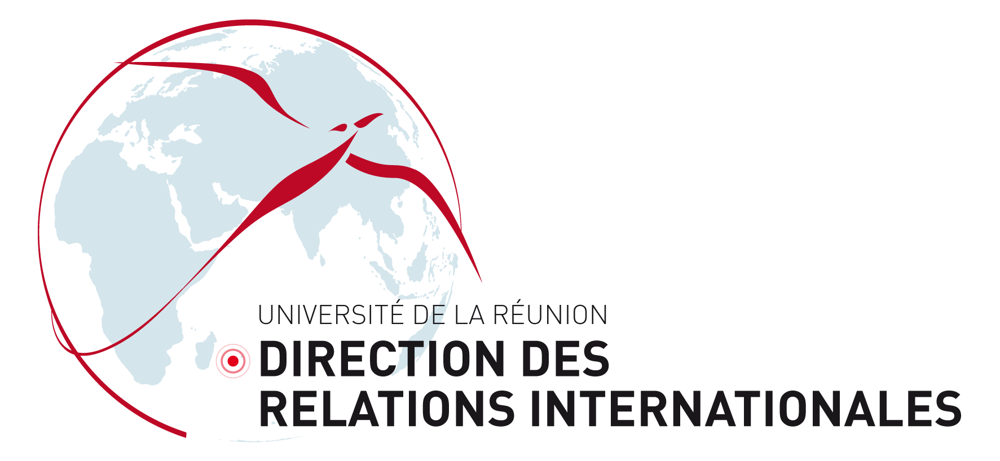 UNIVERSITÉ DE LA RÉUNION
DIRECTION DES
RELATIONS INTERNATIONALES